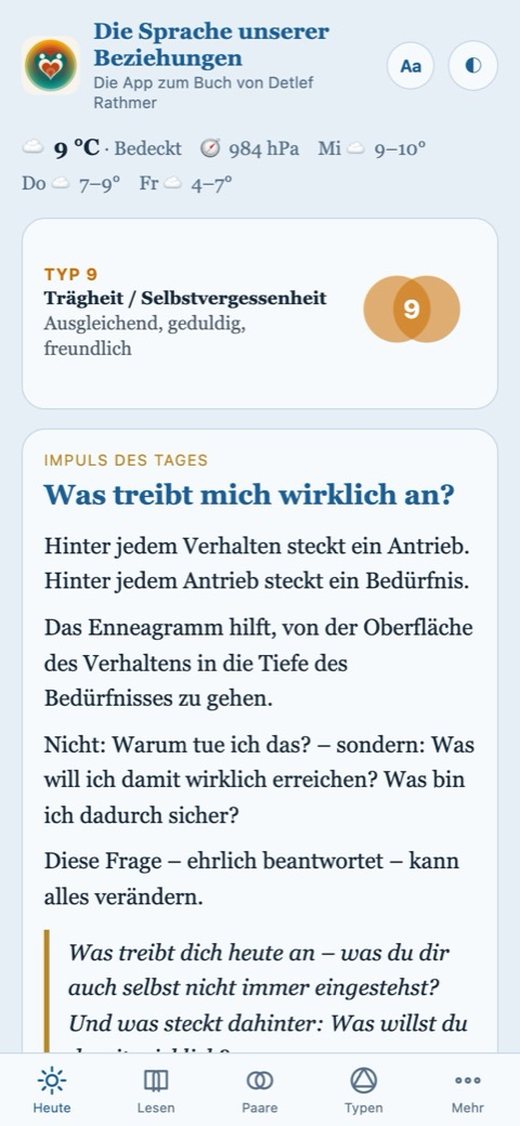 Die Sprache unserer
Beziehungen
Die App zum Buch von Detlef
Rathmer
Aa
9 °C · Bedeckt 984 hPa Mi 9–10°
Do 7–9° Fr 4–7°
TYP 9
Trägheit / Selbstvergessenheit
Ausgleichend, geduldig,
freundlich
9
IMPULS DES TAGES
Was treibt mich wirklich an?
Hinter jedem Verhalten steckt ein Antrieb.
Hinter jedem Antrieb steckt ein Bedürfnis.
Das Enneagramm hilft, von der Oberfläche
des Verhaltens in die Tiefe des
Bedürfnisses zu gehen.
Nicht: Warum tue ich das? – sondern: Was
will ich damit wirklich erreichen? Was bin
ich dadurch sicher?
Diese Frage – ehrlich beantwortet – kann
alles verändern.
Was treibt dich heute an – was du dir
auch selbst nicht immer eingestehst?
Und was steckt dahinter: Was willst du
Heute Lesen Paare Typen Mehr